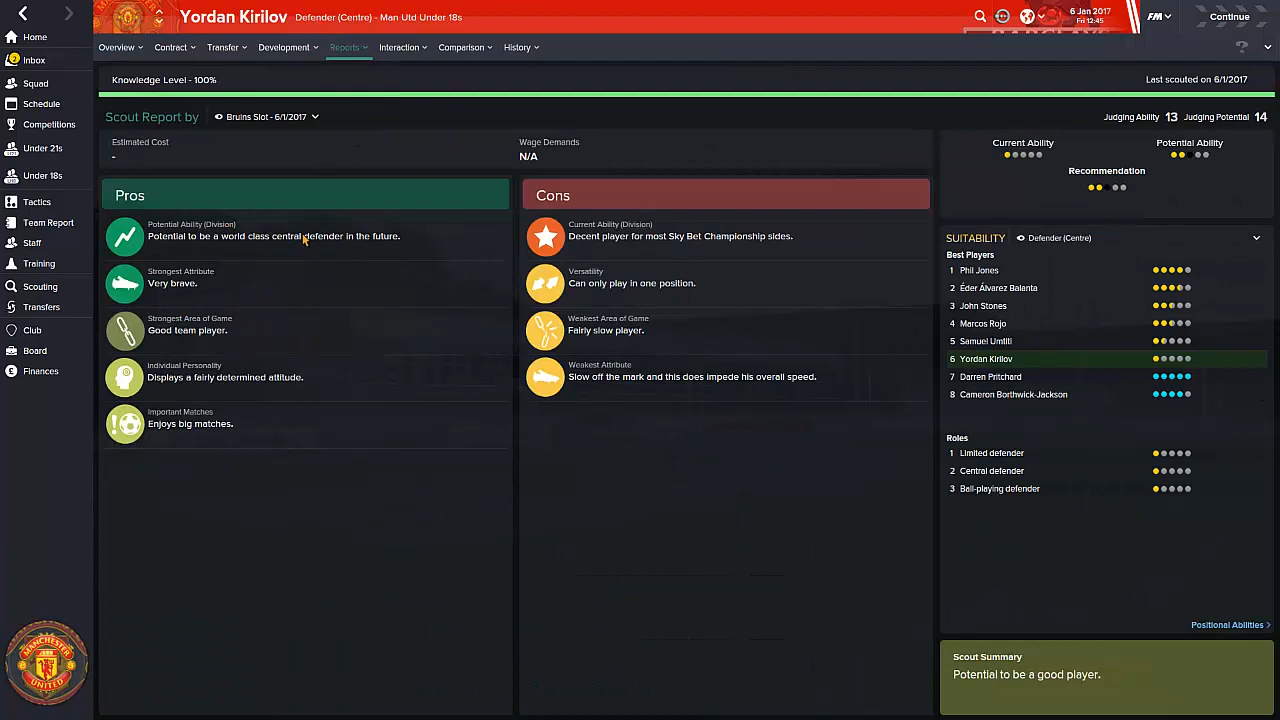 Yordan Kirilov Defender (Centre) - Man Utd Under 18s
6 Jan 2017
Fri 12:45
FM
Continue
Home
Inbox
Squad
Schedule
Competitions
Under 21s
Under 18s
Tactics
Team Report
Staff
Training
Scouting
Transfers
Club
Board
Finances
MANCHESTER
UNITED
Overview Contract Transfer Development Reports Interaction Comparison History
Knowledge Level - 100% Last scouted on 6/1/2017
Scout Report by Bruins Slot - 6/1/2017 Judging Ability 13 Judging Potential 14
Estimated Cost
-
Wage Demands
N/A
Pros
Potential Ability (Division)
Potential to be a world class central defender in the future.
Strongest Attribute
Very brave.
Strongest Area of Game
Good team player.
Individual Personality
Displays a fairly determined attitude.
Important Matches
Enjoys big matches.
Cons
Current Ability (Division)
Decent player for most Sky Bet Championship sides.
Versatility
Can only play in one position.
Weakest Area of Game
Fairly slow player.
Weakest Attribute
Slow off the mark and this does impede his overall speed.
Current Ability Potential Ability
Recommendation
SUITABILITY Defender (Centre)
Best Players
1 Phil Jones
2 Éder Álvarez Balanta
3 John Stones
4 Marcos Rojo
5 Samuel Umtiti
6 Yordan Kirilov
7 Darren Pritchard
8 Cameron Borthwick-Jackson
Roles
1 Limited defender
2 Central defender
3 Ball-playing defender
Positional Abilities >
Scout Summary
Potential to be a good player.